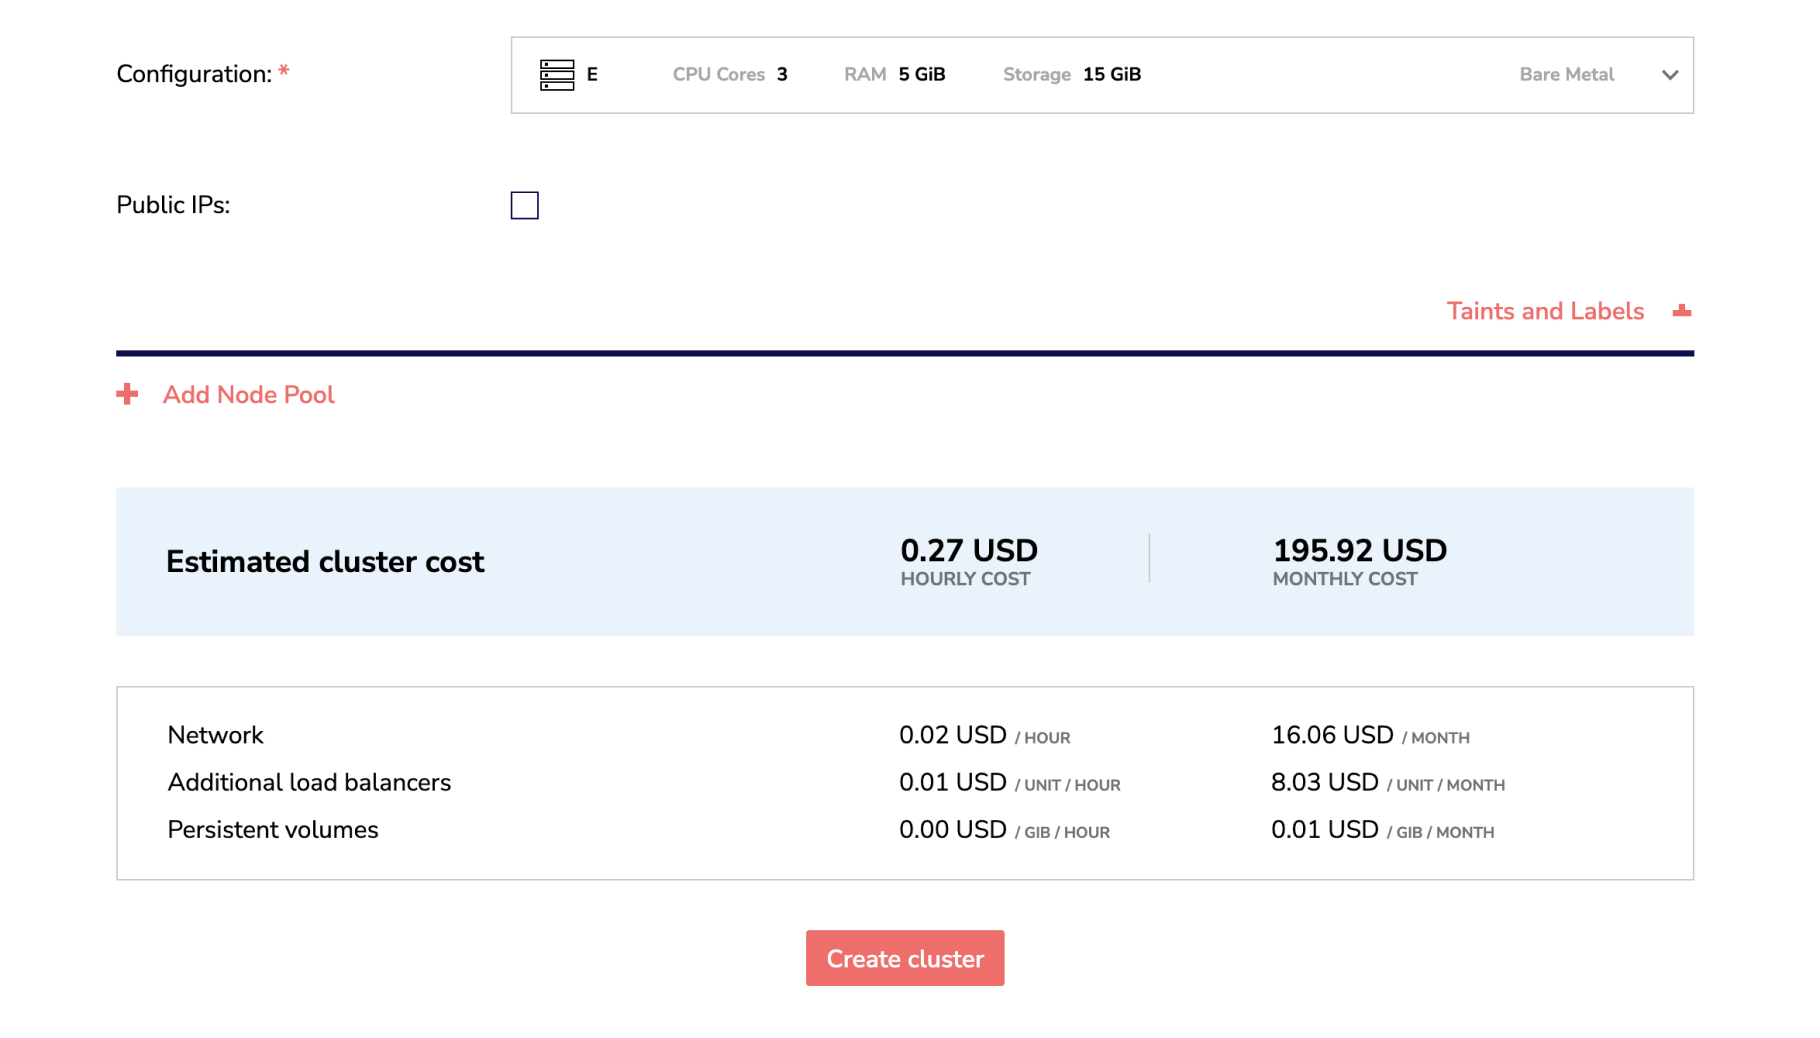 Configuration: * E CPU Cores 3 RAM 5 GiB Storage 15 GiB Bare Metal
Public IPs:
Taints and Labels
Add Node Pool
Estimated cluster cost 0.27 USD 195.92 USD
HOURLY COST MONTHLY COST
Network 0.02 USD / HOUR 16.06 USD / MONTH
Additional load balancers 0.01 USD / UNIT / HOUR 8.03 USD / UNIT / MONTH
Persistent volumes 0.00 USD / GIB / HOUR 0.01 USD / GIB / MONTH
Create cluster